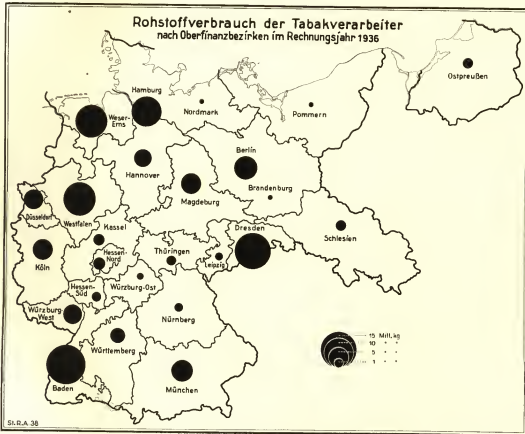 Rohstoffverbrauch der Tabakverarbeiter
nach Oberfinanzbezirken im Rechnungsjahr 1936
Ostpreußen
Hamburg
Nordmark
Pommern
Weser-
Ems
Hannover
Berlin
Magdeburg
Brandenburg
Düsseldorf
Westfalen
Kassel
Dresden
Schlesien
Köln
Hessen-
Nord
Thüringen
Leipzig
Hessen-
Süd
Würzburg-Ost
Würzburg-
West
Nürnberg
Württemberg
15 Mill. kg
10 " "
5 " "
1 " "
Baden
München
St.R.A. 38